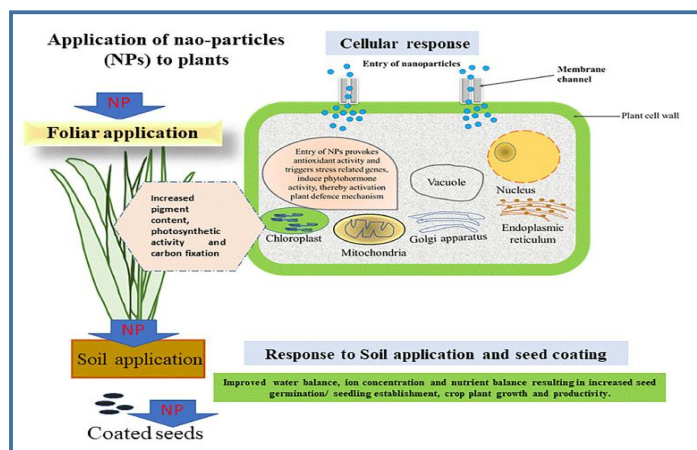 Application of nao-particles
(NPs) to plants
NP
Foliar application
Increased
pigment
content,
photosynthetic
activity and
carbon fixation
NP
Soil application
NP
Coated seeds
Cellular response
Entry of nanoparticles
Membrane
channel
Plant cell wall
Entry of NPs provokes
antioxidant activity and
triggers stress related genes,
induce phytohormone
activity, thereby activation
plant defence mechanism
Vacuole
Nucleus
Chloroplast
Mitochondria
Golgi apparatus
Endoplasmic
reticulum
Response to Soil application and seed coating
Improved water balance, ion concentration and nutrient balance resulting in increased seed
germination/ seedling establishment, crop plant growth and productivity.